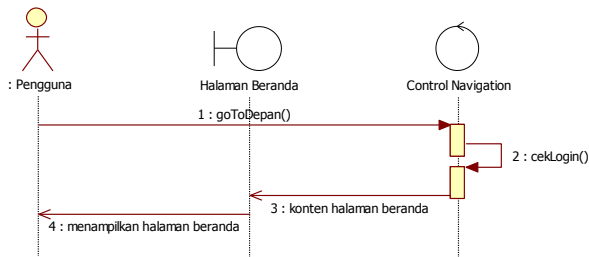 : Pengguna
Halaman Beranda
Control Navigation
1 : goToDepan()
2 : cekLogin()
3 : konten halaman beranda
4 : menampilkan halaman beranda